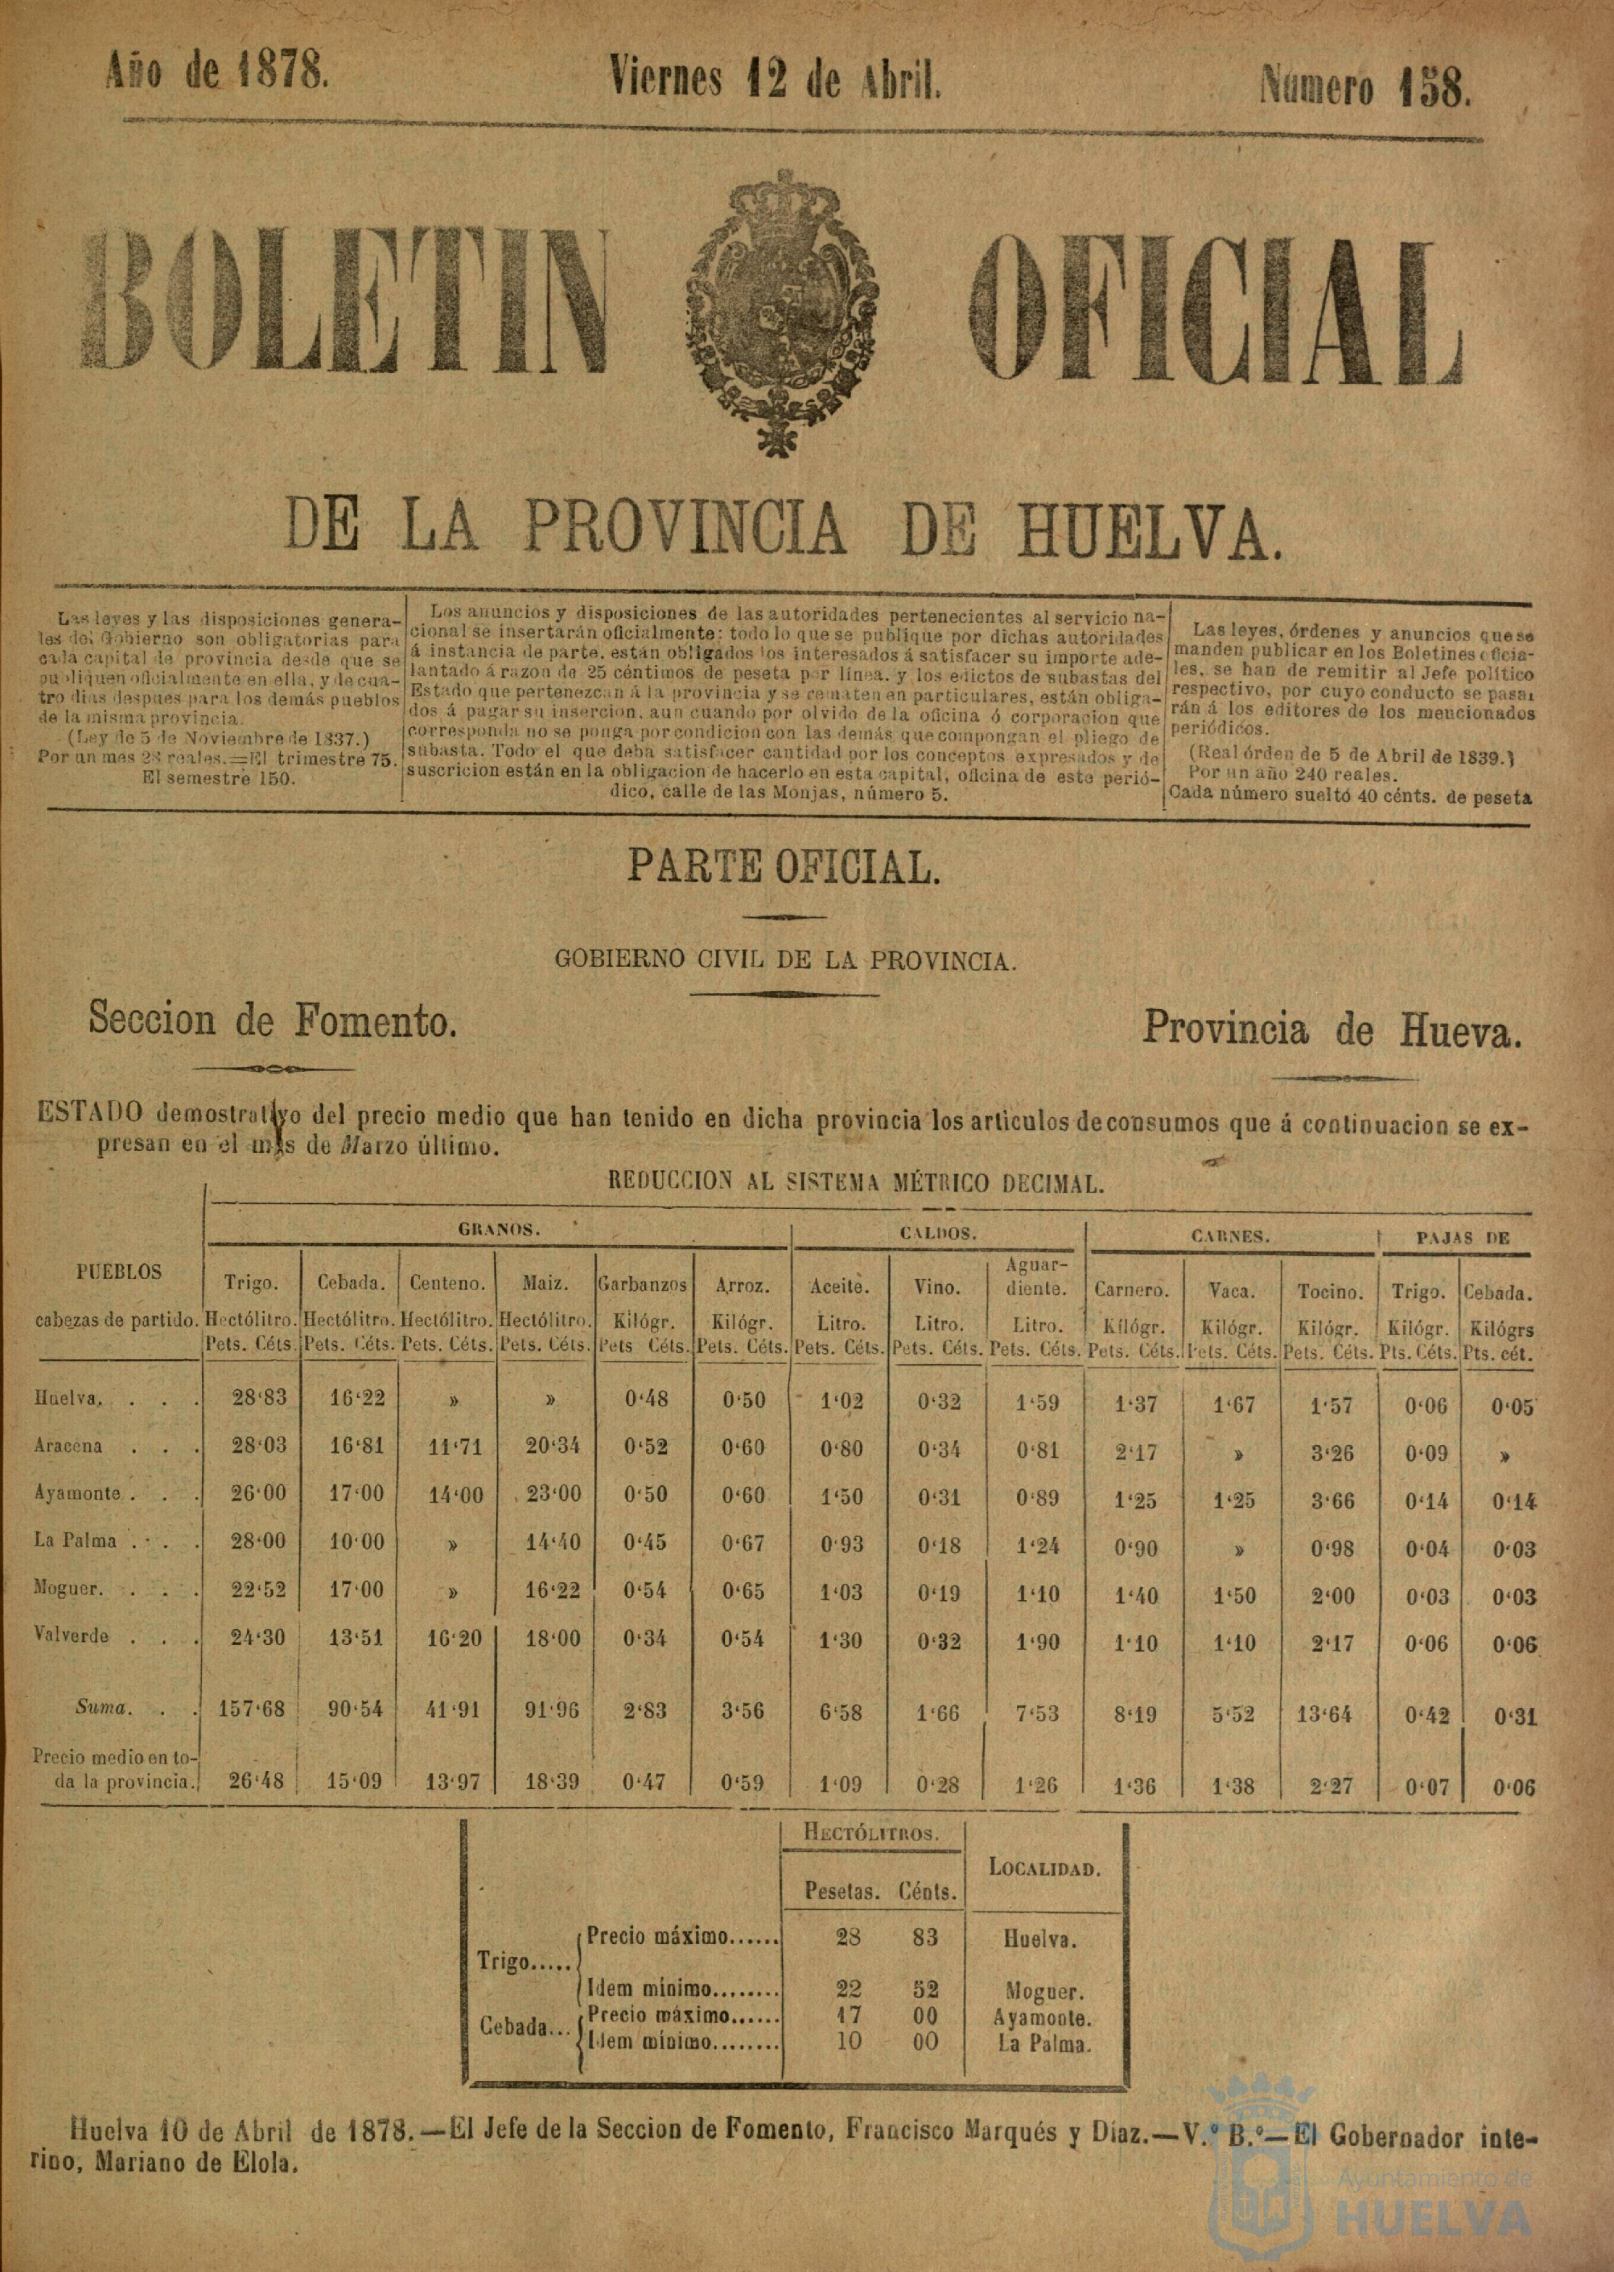 Año de 1878.
Viernes 12 de Abril.
Numero 158.
BOLETIN OFICIAL
DE LA PROVINCIA DE HUELVA.
Las leyes y las disposiciones genera-
les del Gobierno son obligatorias para
cada capital de provincia desde que se
publiquen oficialmente en ella, y de cua-
tro dias despues para los demás pueblos
de la misma provincia.
(Ley de 5 de Noviembre de 1837.)
Por un mes 28 reales.=El trimestre 75.
El semestre 150.
Los anuncios y disposiciones de las autoridades pertenecientes al servicio na-
cional se insertarán oficialmente: todo lo que se publique por dichas autoridades
á instancia de parte, están obligados los interesados á satisfacer su importe ade-
lantado á razon de 25 céntimos de peseta por línea. y los edictos de subastas del
Estado que pertenezcan á la provincia y se rematen en particulares, están obliga-
dos á pagar su insercion, aun cuando por olvido de la oficina ó corporacion que
corresponda no se ponga por condicion con las demás que compongan el pliego de
subasta. Todo el que deba satisfacer cantidad por los conceptos expresados y de
suscricion están en la obligacion de hacerlo en esta capital, oficina de este perió-
dico, calle de las Monjas, número 5.
Las leyes, órdenes y anuncios que se
manden publicar en los Boletines oficia-
les, se han de remitir al Jefe político
respectivo, por cuyo conducto se pasa-
rán á los editores de los mencionados
periódicos.
(Real órden de 5 de Abril de 1839.)
Por un año 240 reales.
Cada número sueltó 40 cénts. de peseta
PARTE OFICIAL.
GOBIERNO CIVIL DE LA PROVINCIA.
Seccion de Fomento.
Provincia de Hueva.
ESTADO demostrativo del precio medio que han tenido en dicha provincia los artículos de consumos que á continuacion se ex-
presan en el mes de Marzo último.
REDUCCION AL SISTEMA MÉTRICO DECIMAL.
GRANOS. CALDOS. CARNES. PAJAS DE
PUEBLOS
cabezas de partido.
Trigo. Cebada. Centeno. Maiz. Garbanzos Arroz. Aceite. Vino. Aguar-
diente. Carnero. Vaca. Tocino. Trigo. Cebada.
Hectólitro. Hectólitro. Hectólitro. Hectólitro. Kilógr. Kilógr. Litro. Litro. Litro. Kilógr. Kilógr. Kilógr. Kilógr. Kilógrs
Pets. Céts. Pets. Céts. Pets. Céts. Pets. Céts. Pets Céts. Pets. Céts. Pets. Céts. Pets. Céts. Pets. Céts. Pets. Céts. Pets. Céts. Pets. Céts. Pts. Céts. Pts. cét.
Huelva. . . . 28'83 16'22 » » 0'48 0'50 1'02 0'32 1'59 1'37 1'67 1'57 0'06 0'05
Aracena . . . 28'03 16'81 11'71 20'34 0'52 0'60 0'80 0'34 0'81 2'17 » 3'26 0'09 »
Ayamonte . . . 26'00 17'00 14'00 23'00 0'50 0'60 1'50 0'31 0'89 1'25 1'25 3'66 0'14 0'14
La Palma . . . 28'00 10'00 » 14'40 0'45 0'67 0'93 0'18 1'24 0'90 » 0'98 0'04 0'03
Moguer. . . . 22'52 17'00 » 16'22 0'54 0'65 1'03 0'19 1'10 1'40 1'50 2'00 0'03 0'03
Valverde . . . 24'30 13'51 16'20 18'00 0'34 0'54 1'30 0'32 1'90 1'10 1'10 2'17 0'06 0'06
Suma. . . 157'68 90'54 41'91 91'96 2'83 3'56 6'58 1'66 7'53 8'19 5'52 13'64 0'42 0'31
Precio medio en to-
da la provincia. 26'48 15'09 13'97 18'39 0'47 0'59 1'09 0'28 1'26 1'36 1'38 2'27 0'07 0'06
HECTÓLITROS.
LOCALIDAD.
Pesetas. Cénts.
Trigo..... Precio máximo...... 28 83 Huelva.
Idem mínimo........ 22 52 Moguer.
Cebada... Precio máximo...... 17 00 Ayamonte.
Idem mínimo........ 10 00 La Palma.
Huelva 10 de Abril de 1878.—El Jefe de la Seccion de Fomento, Francisco Marqués y Diaz.—V.º B.º—El Gobernador inte-
rino, Mariano de Elola.
Ayuntamiento de
HUELVA